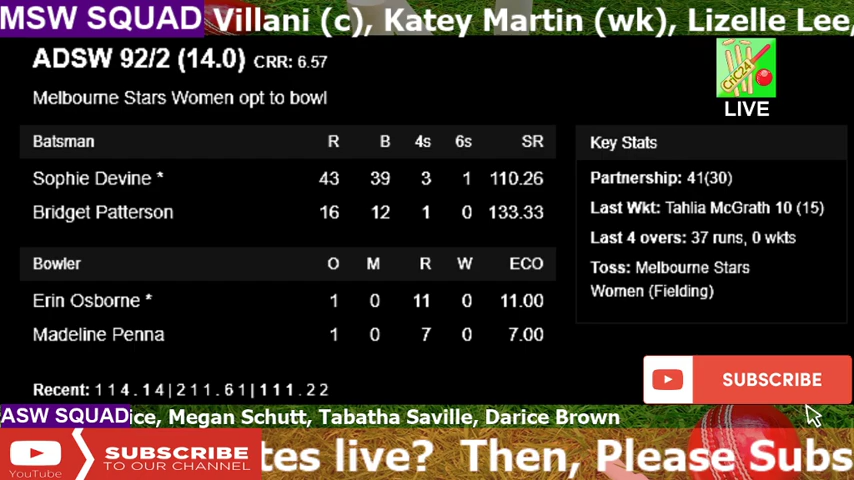 MSW SQUAD Villani (c), Katey Martin (wk), Lizelle Lee,
ADSW 92/2 (14.0) CRR: 6.57
CriC24
LIVE
Melbourne Stars Women opt to bowl
Batsman R B 4s 6s SR
Sophie Devine * 43 39 3 1 110.26
Bridget Patterson 16 12 1 0 133.33
Bowler O M R W ECO
Erin Osborne * 1 0 11 0 11.00
Madeline Penna 1 0 7 0 7.00
Key Stats
Partnership: 41(30)
Last Wkt: Tahlia McGrath 10 (15)
Last 4 overs: 37 runs, 0 wkts
Toss: Melbourne Stars
Women (Fielding)
Recent: 1 1 4 . 1 4 | 2 1 1 . 6 1 | 1 1 1 . 2 2
SUBSCRIBE
ASW SQUAD ice, Megan Schutt, Tabatha Saville, Darice Brown
YouTube
SUBSCRIBE
TO OUR CHANNEL
tes live? Then, Please Subs